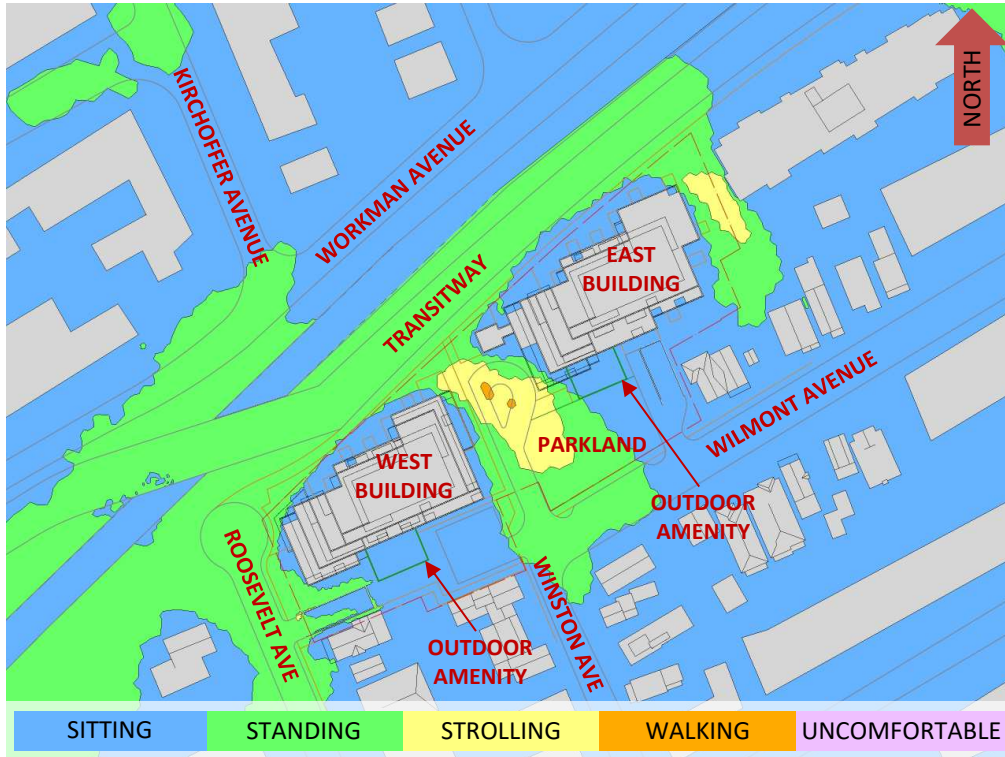 NORTH
KIRCHOFFER AVENUE
WORKMAN AVENUE
TRANSITWAY
EAST
BUILDING
WILMONT AVENUE
PARKLAND
WEST
BUILDING
OUTDOOR
AMENITY
ROOSEVELT AVE
WINSTON AVE
OUTDOOR
AMENITY
SITTING
STANDING
STROLLING
WALKING
UNCOMFORTABLE